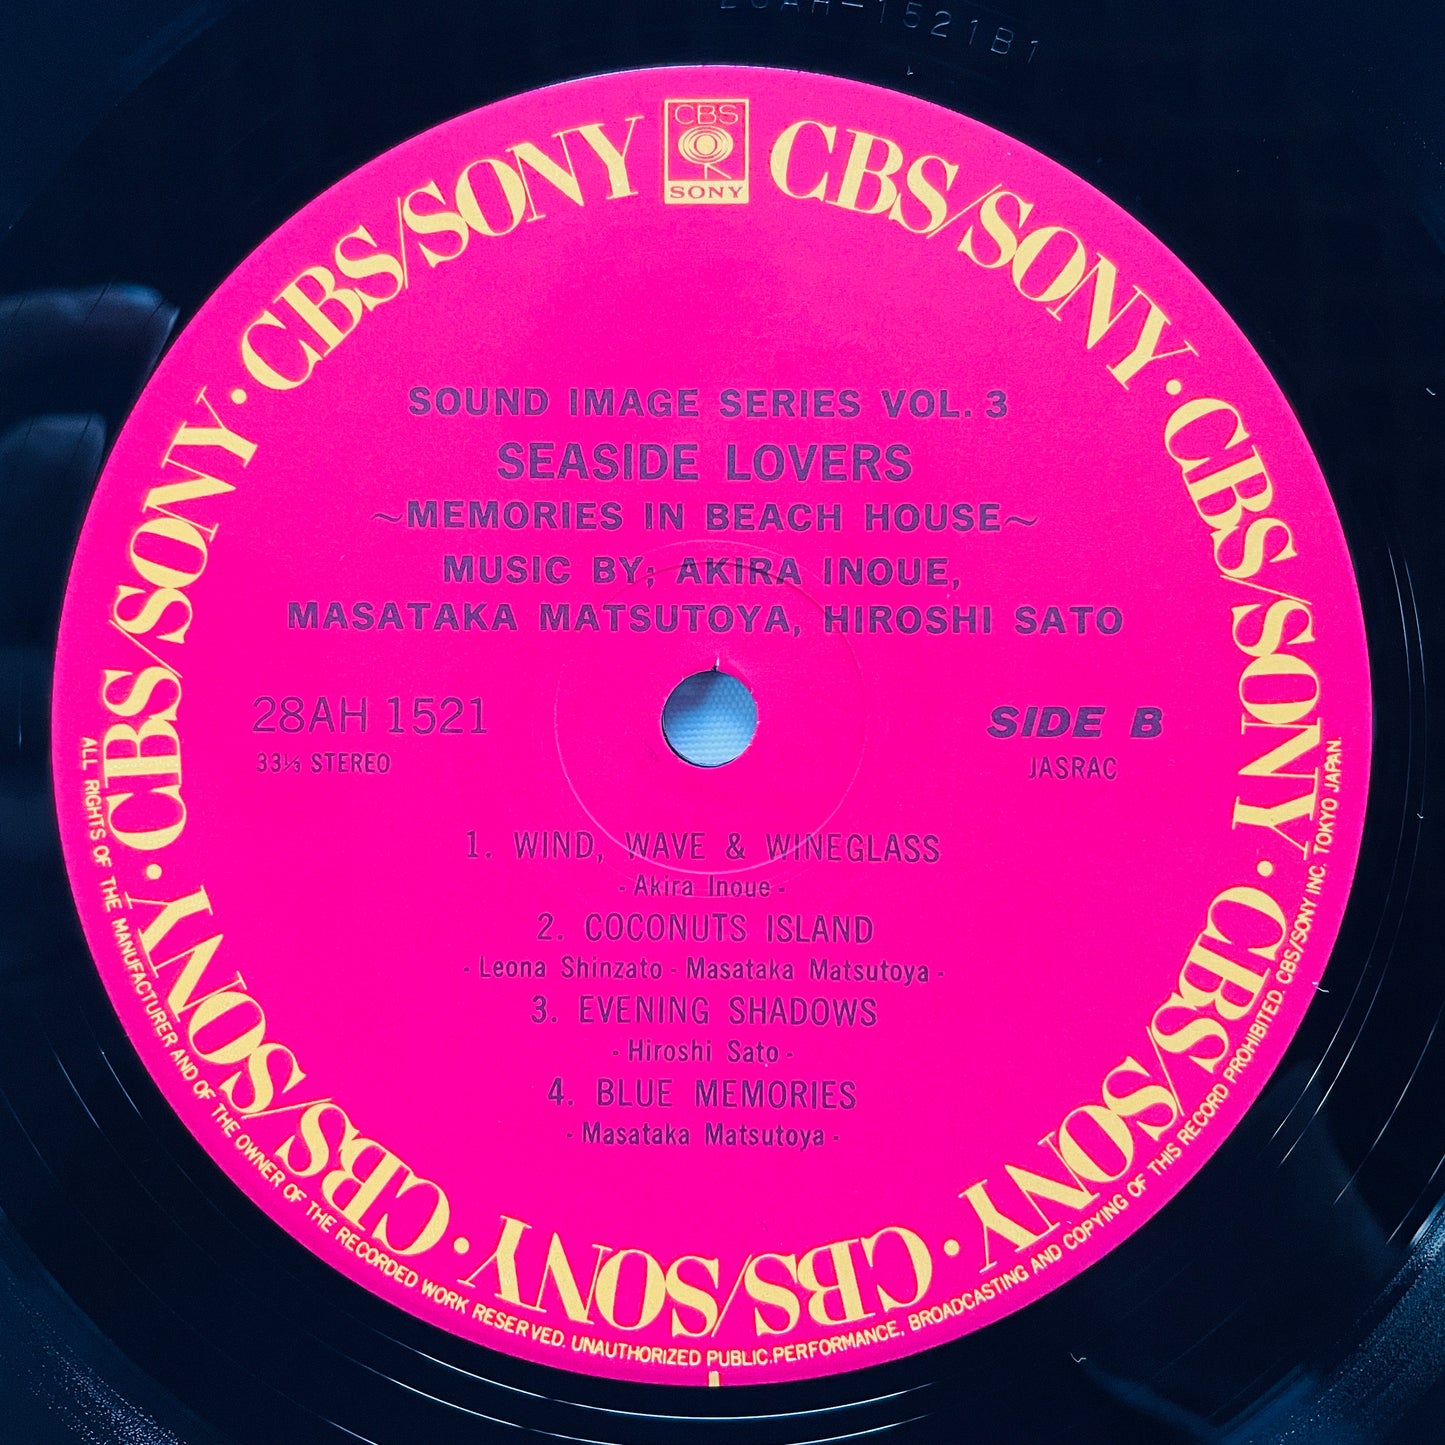 1521B1
CBS
SONY
CBS/SONY · CBS/SONY · CBS/SONY · CBS/SONY · CBS/SONY · CBS/SONY · CBS/SONY · CBS/SONY · CBS/SONY
SOUND IMAGE SERIES VOL. 3
SEASIDE LOVERS
~MEMORIES IN BEACH HOUSE~
MUSIC BY; AKIRA INOUE,
MASATAKA MATSUTOYA, HIROSHI SATO
28AH 1521
SIDE B
33⅓ STEREO
JASRAC
1. WIND, WAVE & WINEGLASS
- Akira Inoue -
2. COCONUTS ISLAND
- Leona Shinzato - Masataka Matsutoya -
3. EVENING SHADOWS
- Hiroshi Sato -
4. BLUE MEMORIES
- Masataka Matsutoya -
ALL RIGHTS OF THE MANUFACTURER AND OF THE OWNER OF THE RECORDED WORK RESERVED. UNAUTHORIZED PUBLIC.PERFORMANCE, BROADCASTING AND COPYING OF THIS RECORD PROHIBITED. CBS/SONY INC. TOKYO JAPAN.